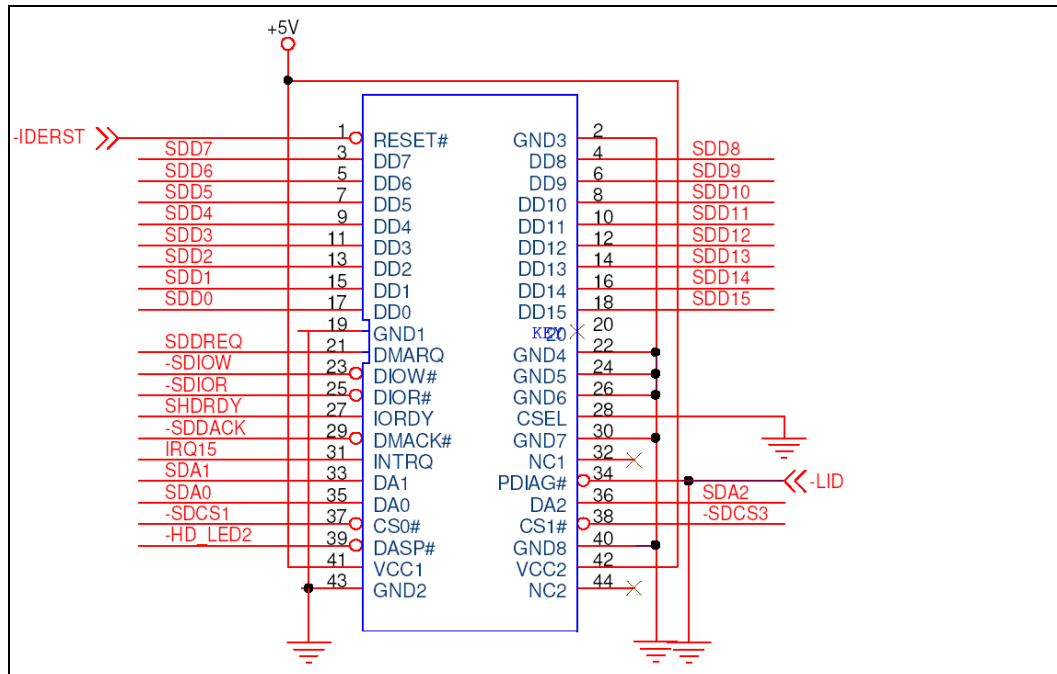 +5V
-IDERST 1 RESET# GND3 2
SDD7 3 DD7 DD8 4 SDD8
SDD6 5 DD6 DD9 6 SDD9
SDD5 7 DD5 DD10 8 SDD10
SDD4 9 DD4 DD11 10 SDD11
SDD3 11 DD3 DD12 12 SDD12
SDD2 13 DD2 DD13 14 SDD13
SDD1 15 DD1 DD14 16 SDD14
SDD0 17 DD0 DD15 18 SDD15
19 GND1 KEY 20 20
SDDREQ 21 DMARQ GND4 22
-SDIOW 23 DIOW# GND5 24
-SDIOR 25 DIOR# GND6 26
SHDRDY 27 IORDY CSEL 28
-SDDACK 29 DMACK# GND7 30
IRQ15 31 INTRQ NC1 32
SDA1 33 DA1 PDIAG# 34 -LID
SDA0 35 DA0 DA2 36 SDA2
-SDCS1 37 CS0# CS1# 38 -SDCS3
-HD_LED2 39 DASP# GND8 40
41 VCC1 VCC2 42
43 GND2 NC2 44